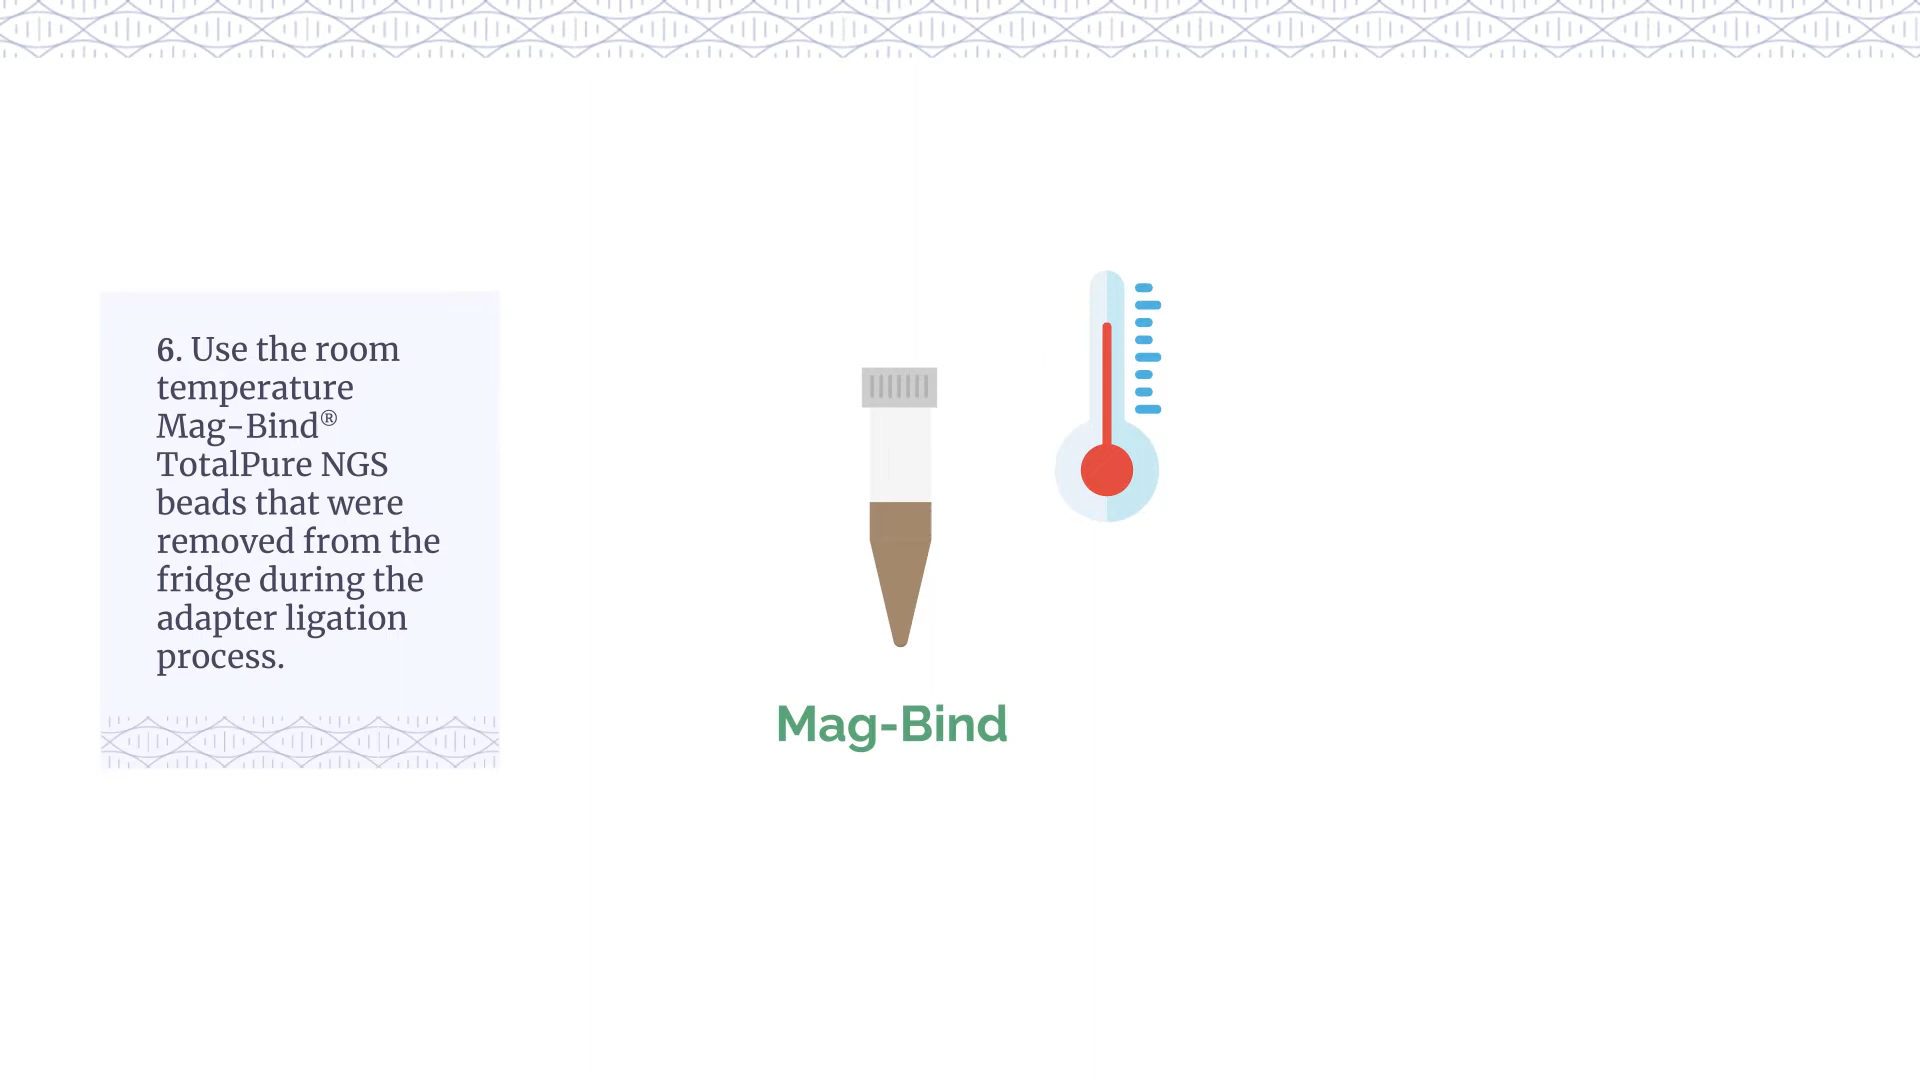 6. Use the room
temperature
Mag-Bind®
TotalPure NGS
beads that were
removed from the
fridge during the
adapter ligation
process.
Mag-Bind